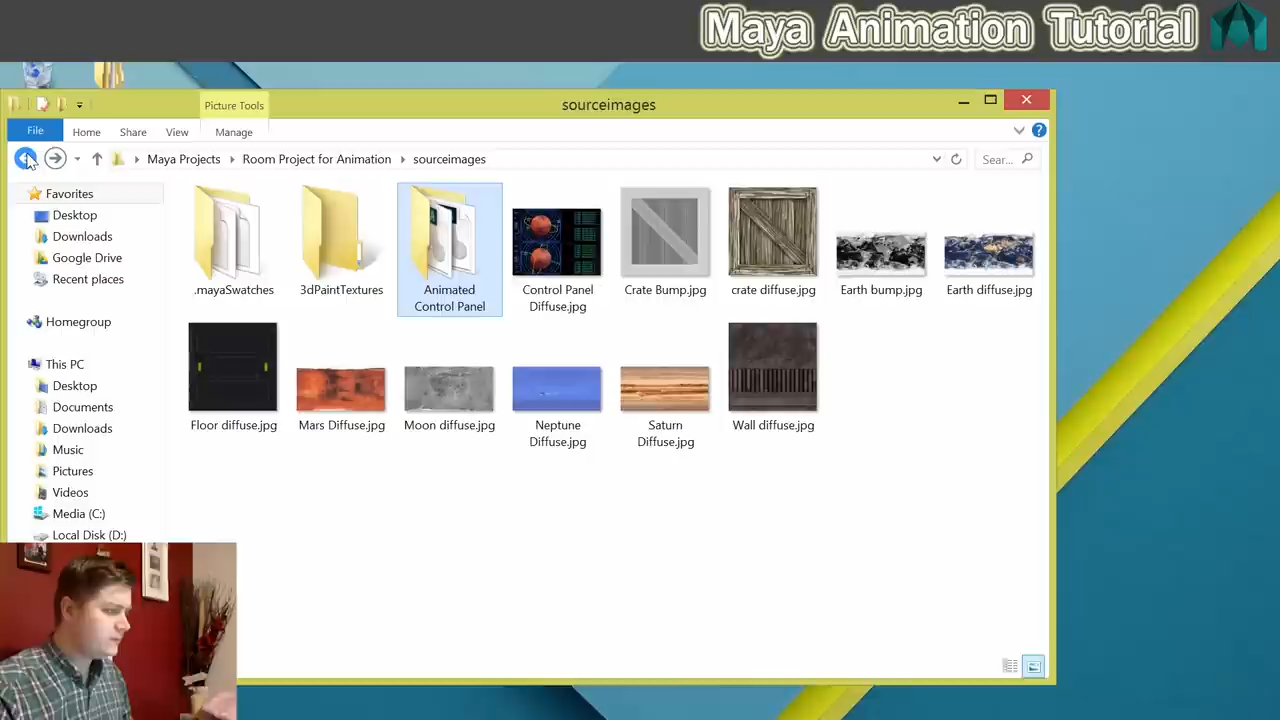 Maya Animation Tutorial
Picture Tools
sourceimages
File
Home
Share
View
Manage
Maya Projects
Room Project for Animation
sourceimages
Sear...
Favorites
Desktop
Downloads
Google Drive
Recent places
Homegroup
This PC
Desktop
Documents
Downloads
Music
Pictures
Videos
Media (C:)
Local Disk (D:)
.mayaSwatches
3dPaintTextures
Animated
Control Panel
Control Panel
Diffuse.jpg
Crate Bump.jpg
crate diffuse.jpg
Earth bump.jpg
Earth diffuse.jpg
Floor diffuse.jpg
Mars Diffuse.jpg
Moon diffuse.jpg
Neptune
Diffuse.jpg
Saturn
Diffuse.jpg
Wall diffuse.jpg